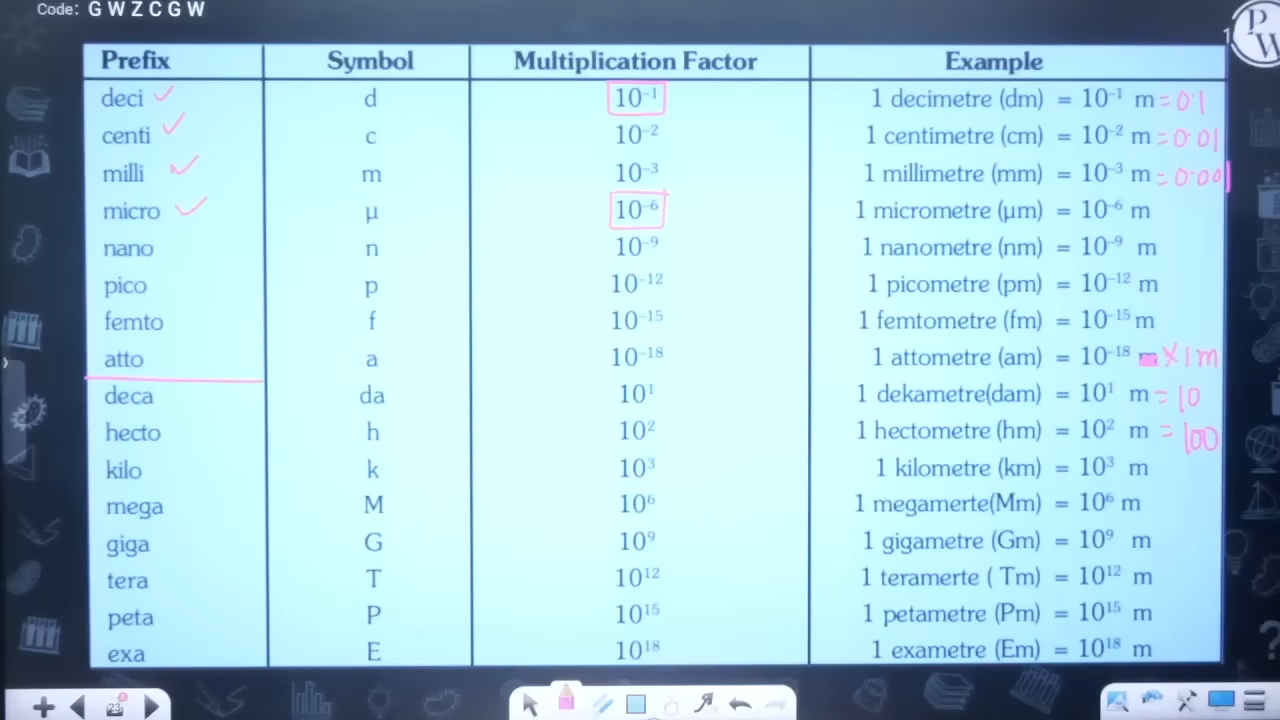 Code: G W Z C G W
P W
1
Prefix Symbol Multiplication Factor Example
deci d 10⁻¹ 1 decimetre (dm) = 10⁻¹ m = 0.1
centi c 10⁻² 1 centimetre (cm) = 10⁻² m = 0.01
milli m 10⁻³ 1 millimetre (mm) = 10⁻³ m = 0.001
micro μ 10⁻⁶ 1 micrometre (μm) = 10⁻⁶ m
nano n 10⁻⁹ 1 nanometre (nm) = 10⁻⁹ m
pico p 10⁻¹² 1 picometre (pm) = 10⁻¹² m
femto f 10⁻¹⁵ 1 femtometre (fm) = 10⁻¹⁵ m
atto a 10⁻¹⁸ 1 attometre (am) = 10⁻¹⁸ m × 1m
deca da 10¹ 1 dekametre(dam) = 10¹ m = 10
hecto h 10² 1 hectometre (hm) = 10² m = 100
kilo k 10³ 1 kilometre (km) = 10³ m
mega M 10⁶ 1 megamerte(Mm) = 10⁶ m
giga G 10⁹ 1 gigametre (Gm) = 10⁹ m
tera T 10¹² 1 teramerte ( Tm) = 10¹² m
peta P 10¹⁵ 1 petametre (Pm) = 10¹⁵ m
exa E 10¹⁸ 1 exametre (Em) = 10¹⁸ m
23